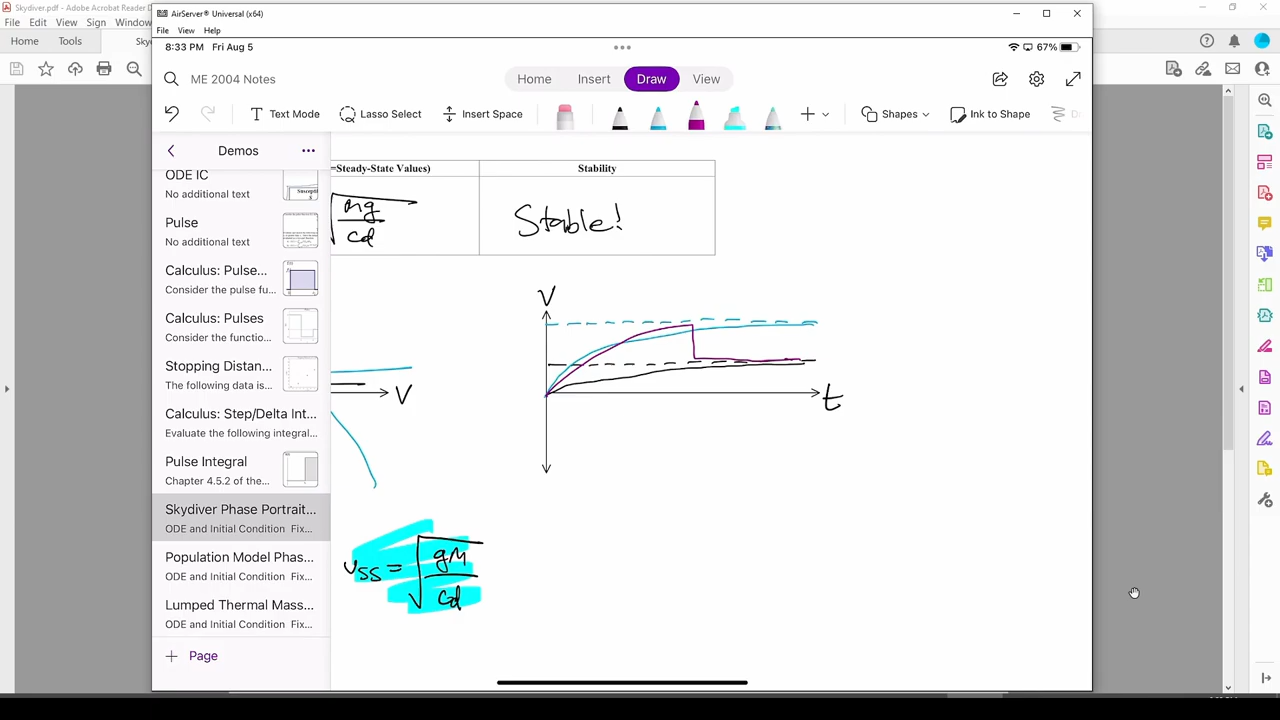 Skydiver.pdf - Adobe Acrobat Reader D
File Edit View Sign Window
Home Tools
AirServer® Universal (x64)
File View Help
8:33 PM Fri Aug 5
67%
ME 2004 Notes
Home Insert Draw View
Text Mode Lasso Select Insert Space Shapes Ink to Shape
Demos
ODE IC
No additional text
Pulse
No additional text
Calculus: Pulse...
Consider the pulse fu...
Calculus: Pulses
Consider the functio...
Stopping Distan...
The following data is...
Calculus: Step/Delta Int...
Evaluate the following integral...
Pulse Integral
Chapter 4.5.2 of the...
Skydiver Phase Portrait...
ODE and Initial Condition Fix...
Population Model Phas...
ODE and Initial Condition Fix...
Lumped Thermal Mass...
ODE and Initial Condition Fix...
Page
=Steady-State Values) Stability
√mg/cd Stable!
V
V
t
vss = √gm/cd